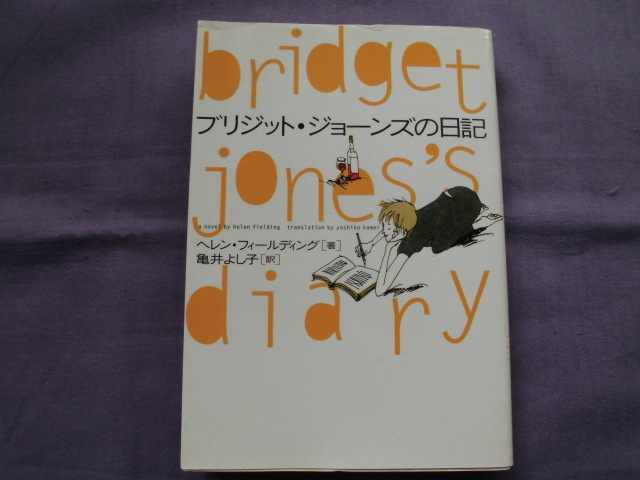 bridget
ブリジット・ジョーンズの日記
jones's
a novel by helen fielding translation by yoshiko kamei
ヘレン・フィールディング[著]
亀井よし子[訳]
diary